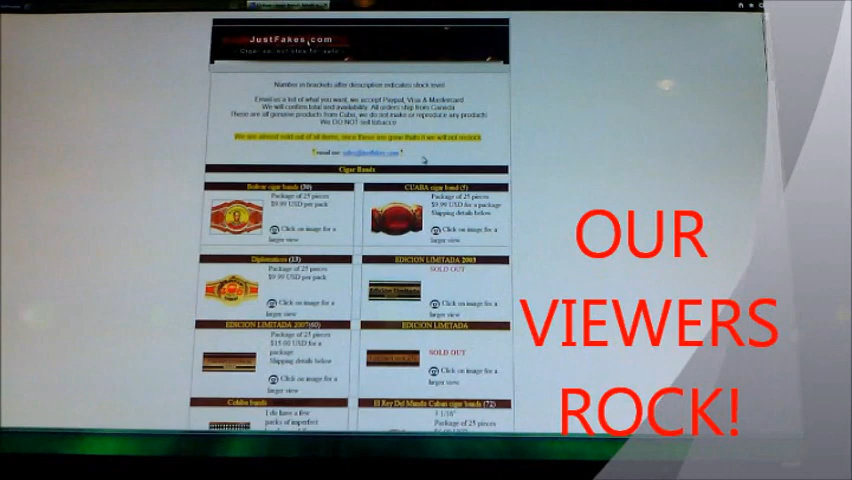 JustFakes.com
Number in brackets after description indicates stock level
Email us a list of what you want, we accept Paypal, Visa & Mastercard
We will confirm total and availability. All orders ship from Canada
These are all genuine products from Cuba, we do not make or reproduce any products
We DO NOT sell tobacco
We are almost sold out of all items, once these are gone thats it we will not restock
email me
Cigar Bands
Bolivar cigar bands (30)
Package of 25 pieces
$9.99 USD per pack
Click on image for a
larger view
CUABA cigar band (5)
Package of 25 pieces
$9.99 USD for a package
Shipping details below
Click on image for a
larger view
Diplomaticos (13)
Package of 25 pieces
$9.99 USD per pack
Click on image for a
larger view
EDICION LIMITADA 2003
SOLD OUT
Click on image for a
larger view
EDICION LIMITADA 2007(60)
Package of 25 pieces
$15.00 USD for a
package
Shipping details below
Click on image for a
larger view
EDICION LIMITADA
SOLD OUT
Click on image for a
larger view
Cohiba bands
I do have a few
packs of imperfect
El Rey Del Mundo Cuban cigar bands (72)
3 1/16"
Package of 25 pieces
OUR
VIEWERS
ROCK!